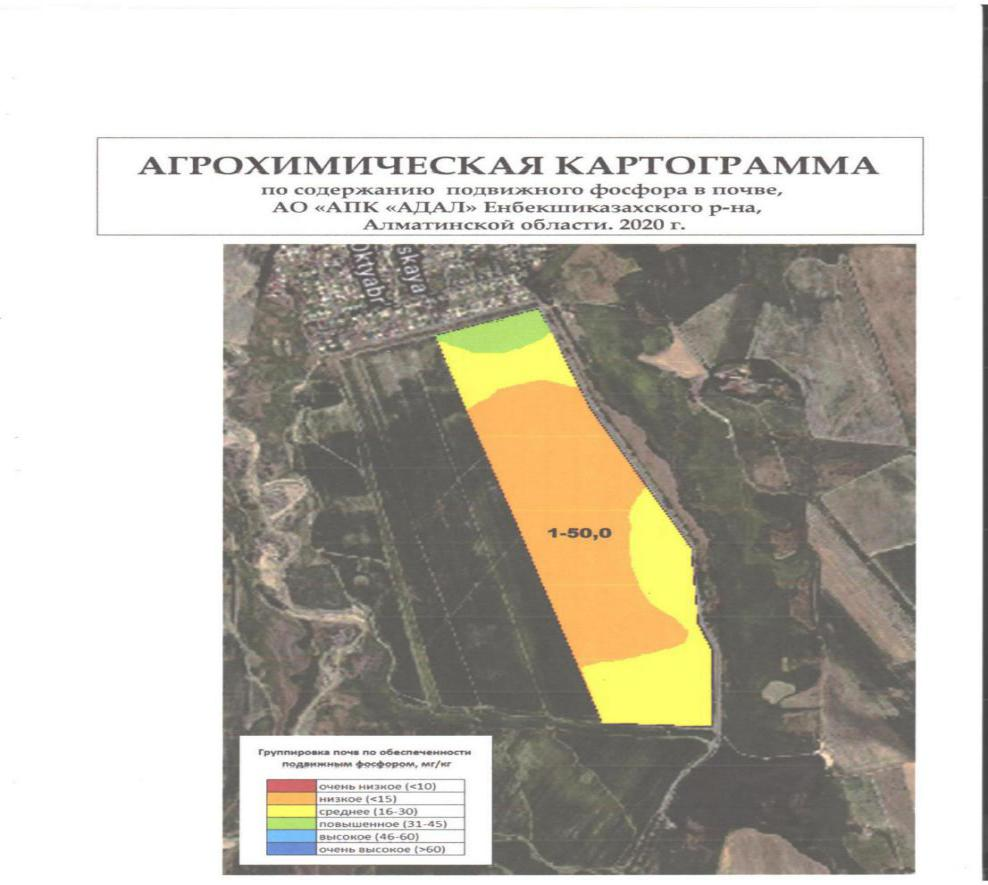 АГРОХИМИЧЕСКАЯ КАРТОГРАММА
по содержанию подвижного фосфора в почве,
АО «АПК «АДАЛ» Енбекшиказахского р-на,
Алматинской области. 2020 г.
Oktyabr
skaya
1-50,0
Группировка почв по обеспеченности
подвижным фосфором, мг/кг
очень низкое (<10)
низкое (<15)
среднее (16-30)
повышенное (31-45)
высокое (46-60)
очень высокое (>60)